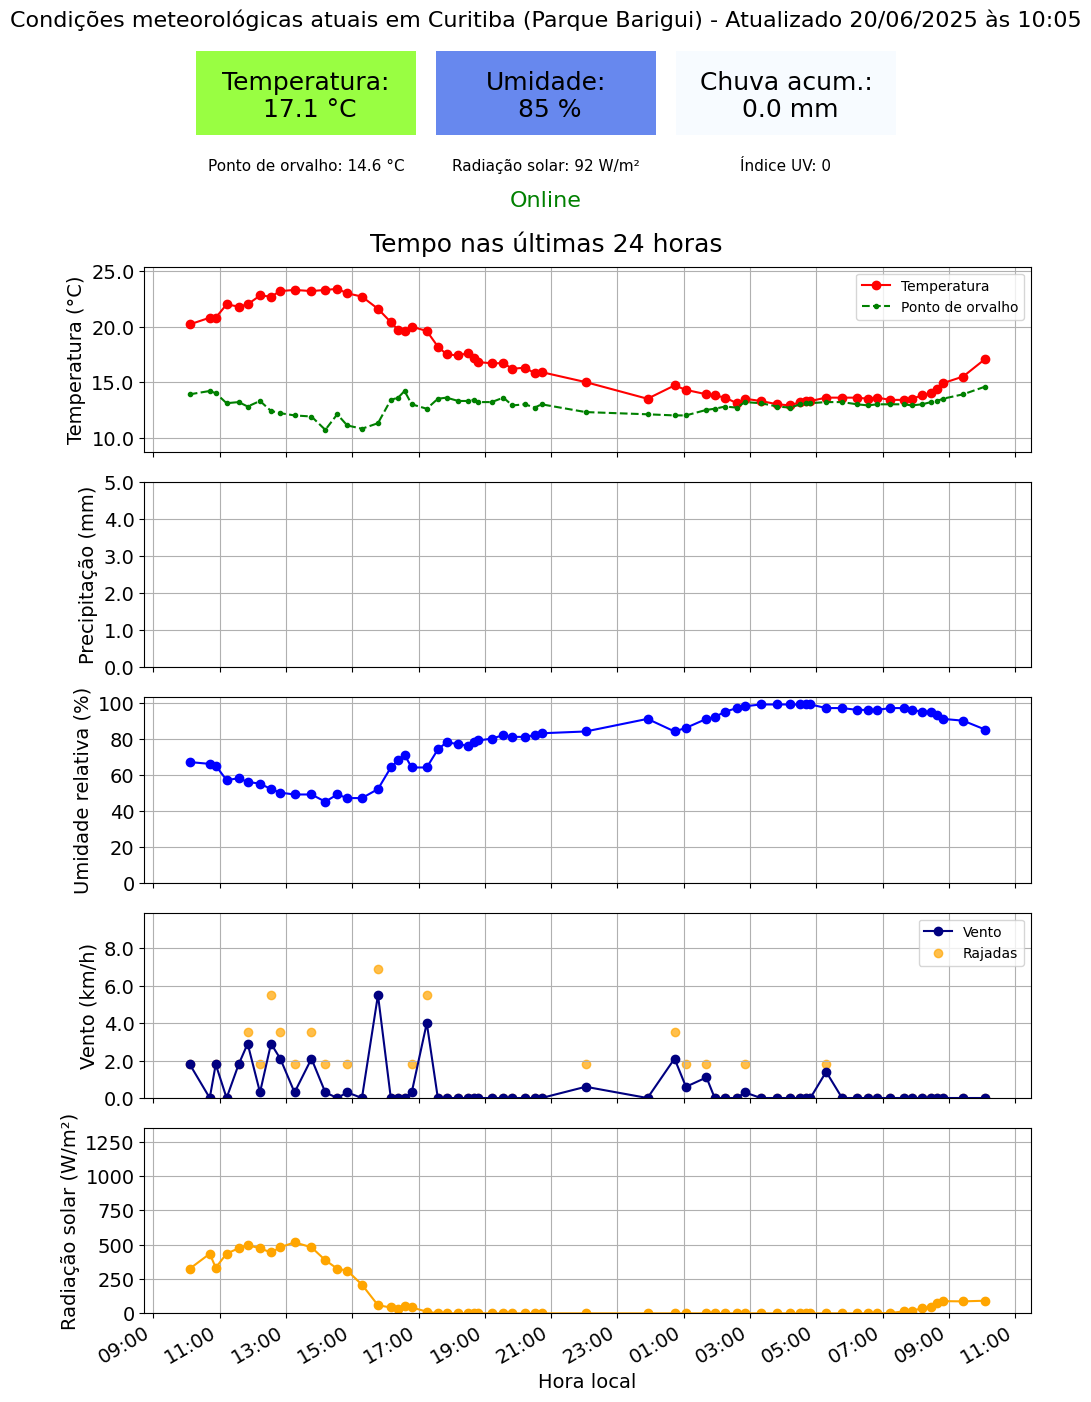 Condições meteorológicas atuais em Curitiba (Parque Barigui) - Atualizado 20/06/2025 às 10:05
Temperatura:
17.1 °C
Umidade:
85 %
Chuva acum.:
0.0 mm
Ponto de orvalho: 14.6 °C
Radiação solar: 92 W/m²
Índice UV: 0
Online
Tempo nas últimas 24 horas
Temperatura (°C)
25.0
20.0
15.0
10.0
Temperatura
Ponto de orvalho
Precipitação (mm)
5.0
4.0
3.0
2.0
1.0
0.0
Umidade relativa (%)
100
80
60
40
20
0
Vento (km/h)
8.0
6.0
4.0
2.0
0.0
Vento
Rajadas
Radiação solar (W/m²)
1250
1000
750
500
250
0
09:00
11:00
13:00
15:00
17:00
19:00
21:00
23:00
01:00
03:00
05:00
07:00
09:00
11:00
Hora local